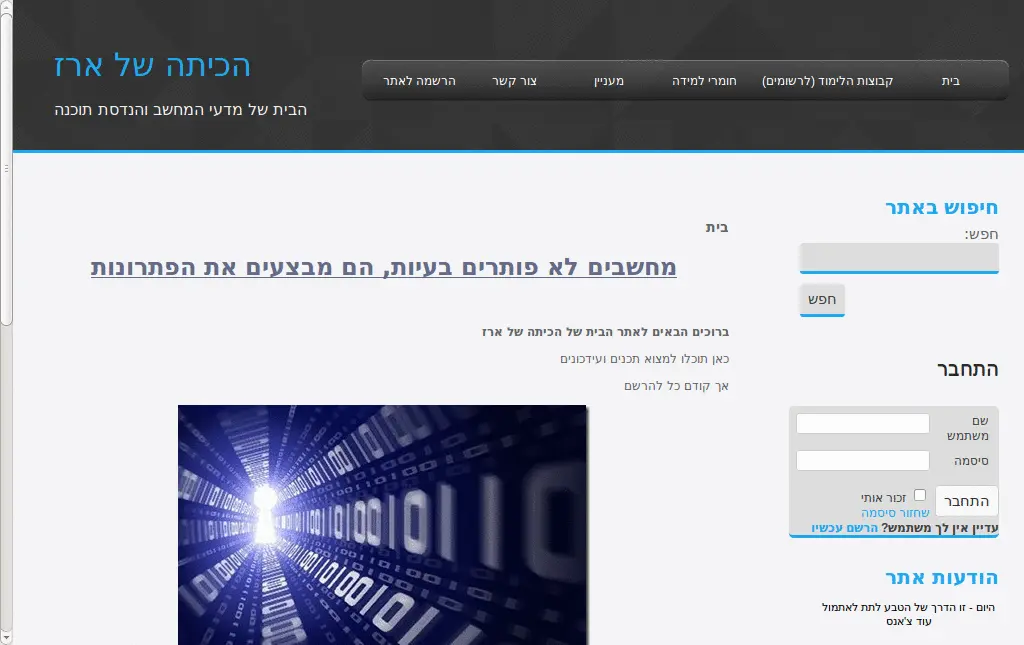 הכיתה של ארז
הבית של מדעי המחשב והנדסת תוכנה
בית
קבוצות הלימוד (לרשומים)
חומרי למידה
מעניין
צור קשר
הרשמה לאתר
חיפוש באתר
חפש:
חפש
התחבר
שם
משתמש
סיסמה
התחבר
זכור אותי
שחזור סיסמה
עדיין אין לך משתמש? הרשם עכשיו
הודעות אתר
היום - זו הדרך של הטבע לתת לאתמול
עוד צ'אנס
בית
מחשבים לא פותרים בעיות, הם מבצעים את הפתרונות
ברוכים הבאים לאתר הבית של הכיתה של ארז
כאן תוכלו למצוא תכנים ועידכונים
אך קודם כל להרשם